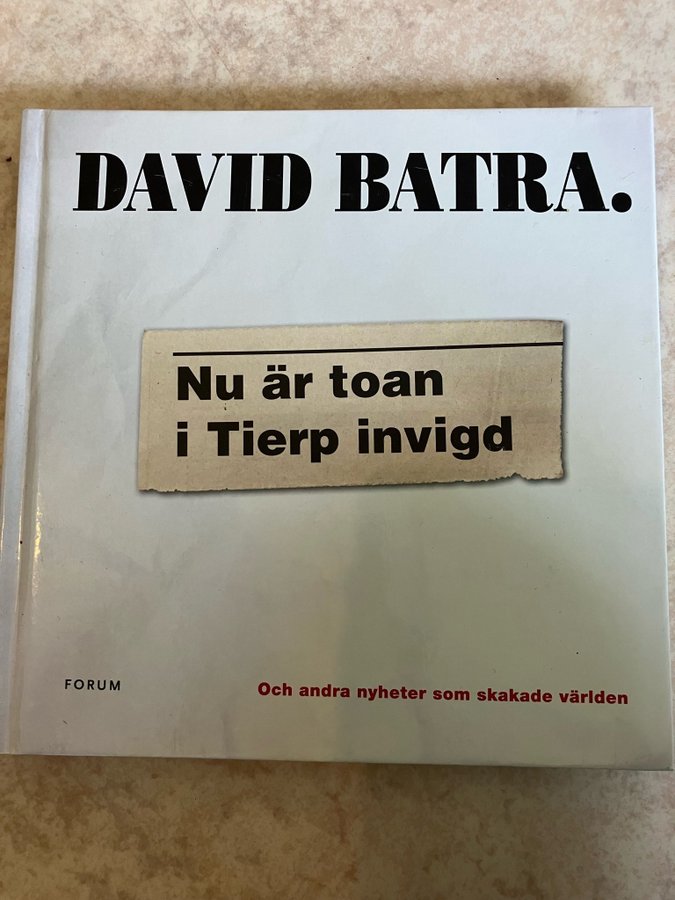 DAVID BATRA.
Nu är toan
i Tierp invigd
FORUM
Och andra nyheter som skakade världen